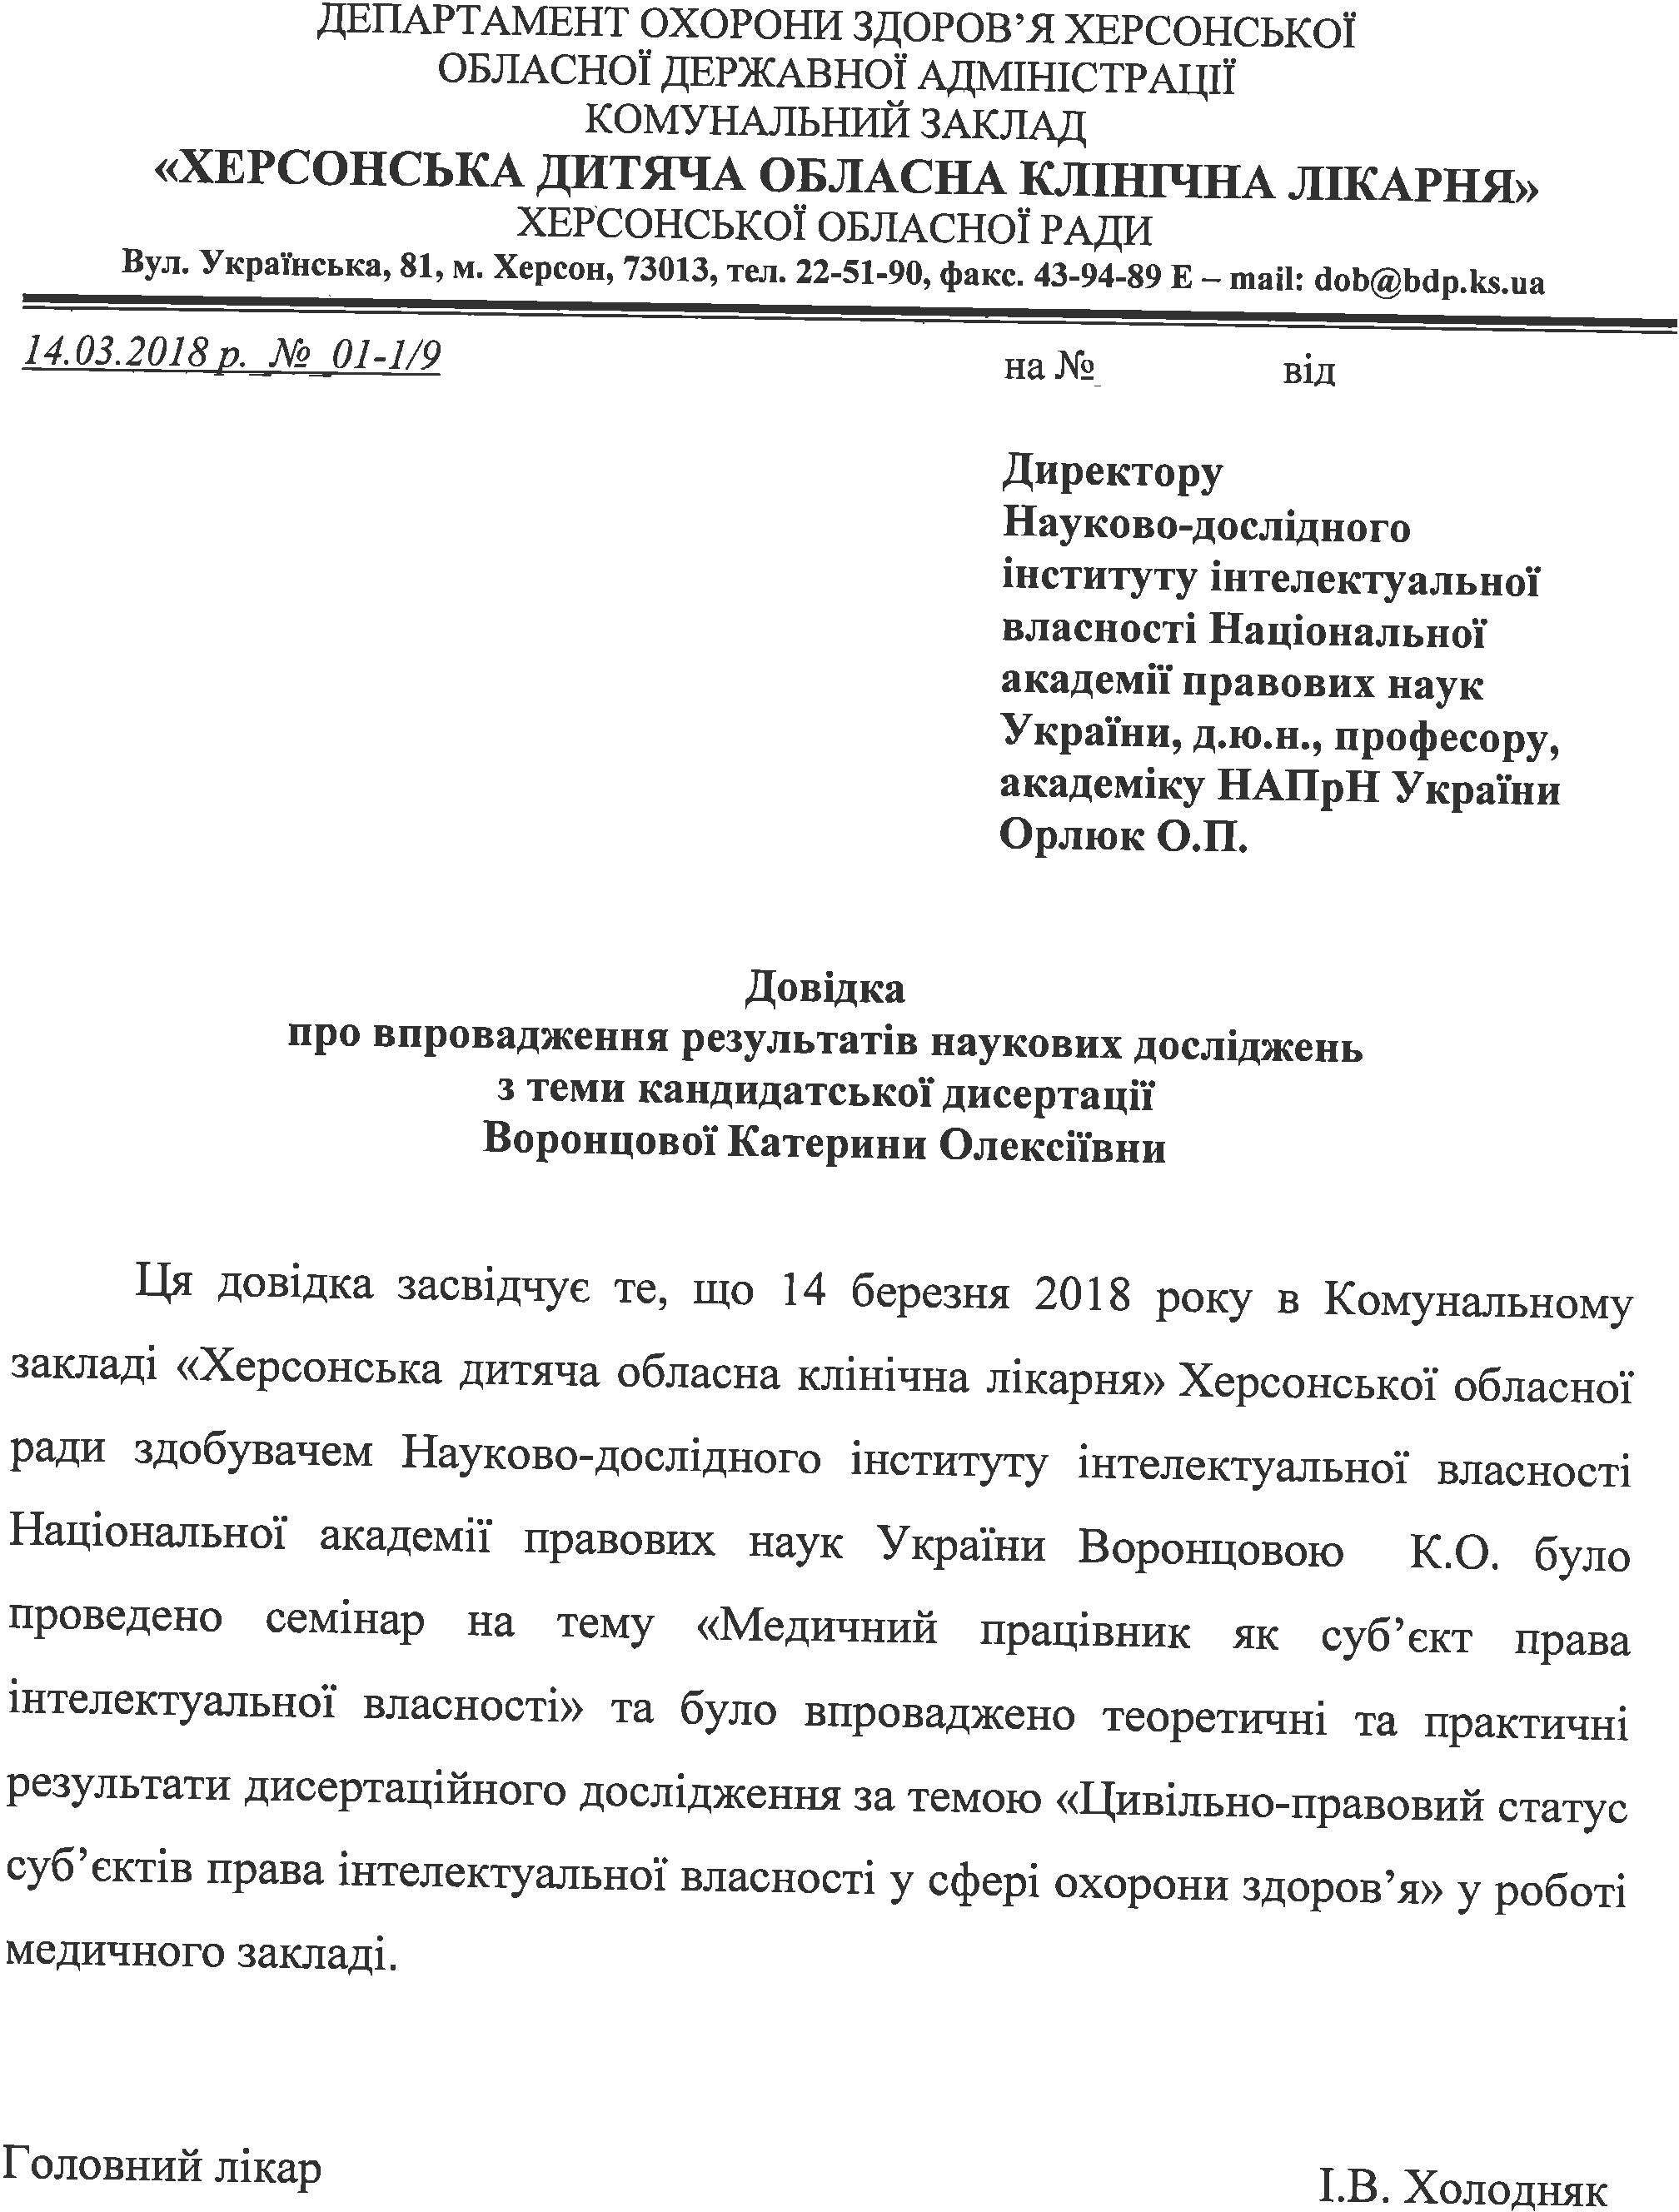 ДЕПАРТАМЕНТ ОХОРОНИ ЗДОРОВ’Я ХЕРСОНСЬКОЇ
ОБЛАСНОЇ ДЕРЖАВНОЇ АДМІНІСТРАЦІЇ
КОМУНАЛЬНИЙ ЗАКЛАД
«ХЕРСОНСЬКА ДИТЯЧА ОБЛАСНА КЛІНІЧНА ЛІКАРНЯ»
ХЕРСОНСЬКОЇ ОБЛАСНОЇ РАДИ
Вул. Українська, 81, м. Херсон, 73013, тел. 22-51-90, факс. 43-94-89 E – mail: dob@bdp.ks.ua
14.03.2018 р. № 01-1/9 на № від
Директору
Науково-дослідного
інституту інтелектуальної
власності Національної
академії правових наук
України, д.ю.н., професору,
академіку НАПрН України
Орлюк О.П.
Довідка
про впровадження результатів наукових досліджень
з теми кандидатської дисертації
Воронцової Катерини Олексіївни
Ця довідка засвідчує те, що 14 березня 2018 року в Комунальному
закладі «Херсонська дитяча обласна клінічна лікарня» Херсонської обласної
ради здобувачем Науково-дослідного інституту інтелектуальної власності
Національної академії правових наук України Воронцовою К.О. було
проведено семінар на тему «Медичний працівник як суб’єкт права
інтелектуальної власності» та було впроваджено теоретичні та практичні
результати дисертаційного дослідження за темою «Цивільно-правовий статус
суб’єктів права інтелектуальної власності у сфері охорони здоров’я» у роботі
медичного закладі.
Головний лікар І.В. Холодняк